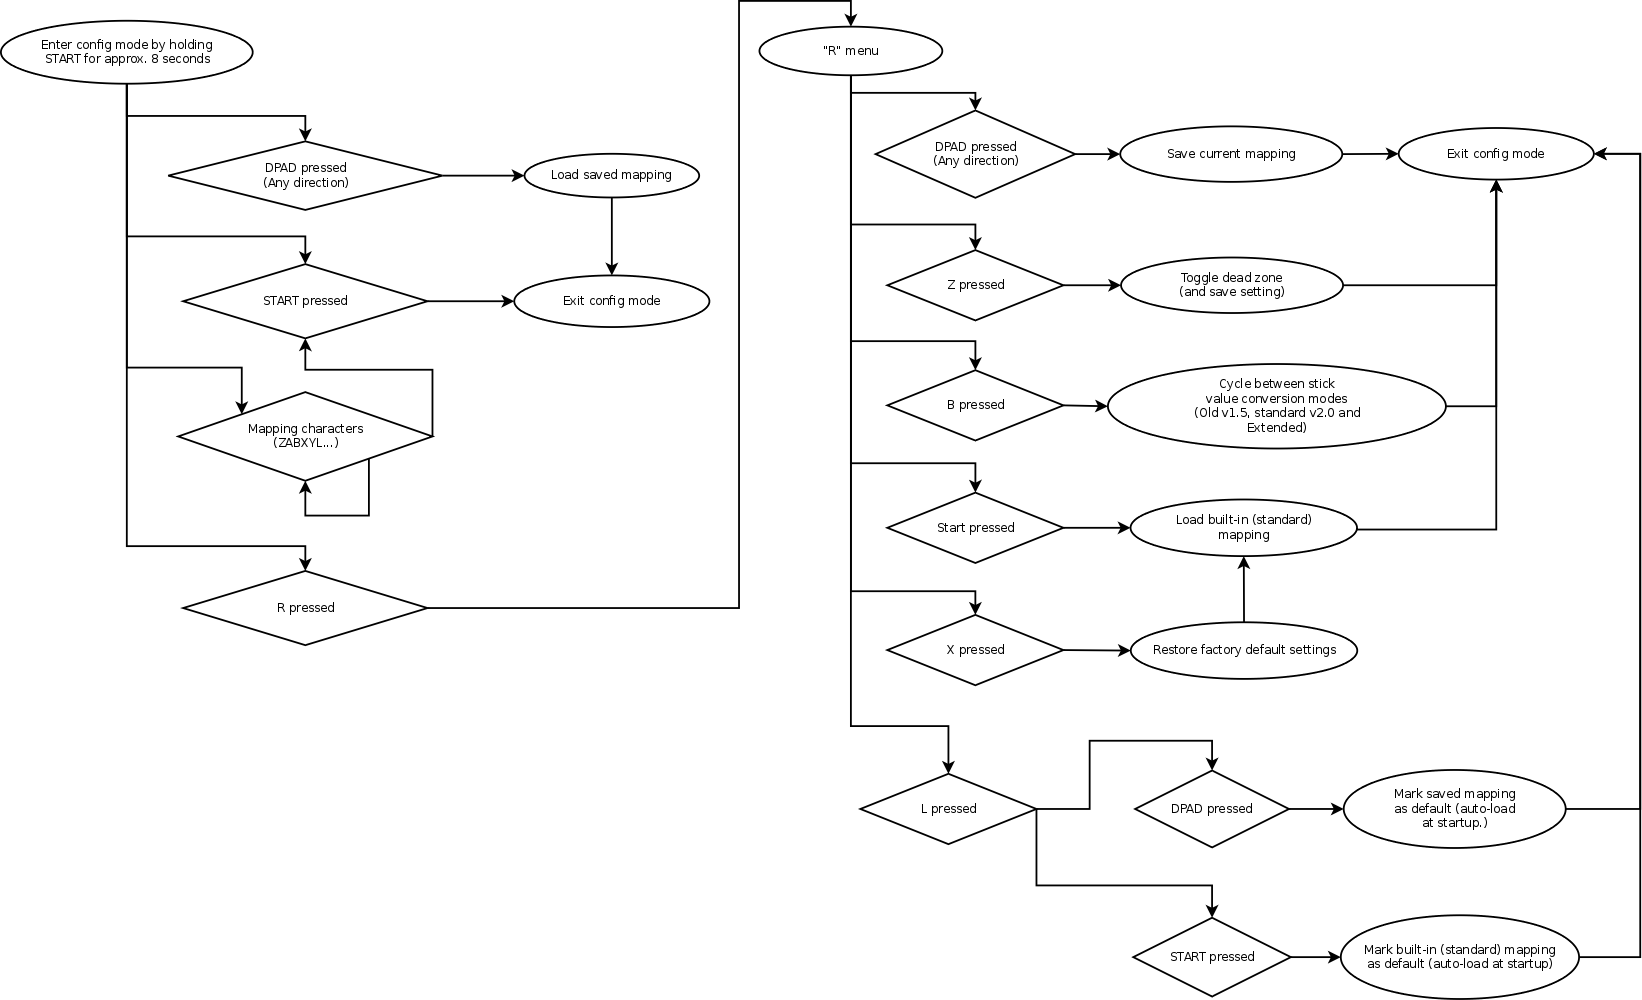 Enter config mode by holding
START for approx. 8 seconds
DPAD pressed
(Any direction)
Load saved mapping
START pressed
Exit config mode
Mapping characters
(ZABXYL...)
R pressed
"R" menu
DPAD pressed
(Any direction)
Save current mapping
Exit config mode
Z pressed
Toggle dead zone
(and save setting)
B pressed
Cycle between stick
value conversion modes
(Old v1.5, standard v2.0 and
Extended)
Start pressed
Load built-in (standard)
mapping
X pressed
Restore factory default settings
L pressed
DPAD pressed
Mark saved mapping
as default (auto-load
at startup.)
START pressed
Mark built-in (standard) mapping
as default (auto-load at startup)